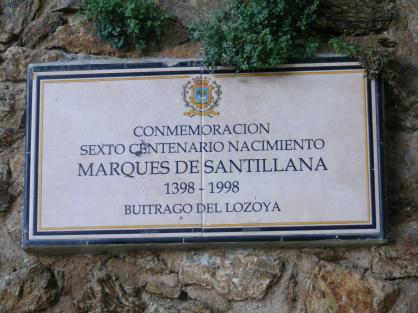 CONMEMORACION
SEXTO CENTENARIO NACIMIENTO
MARQUES DE SANTILLANA
1398 - 1998
BUITRAGO DEL LOZOYA